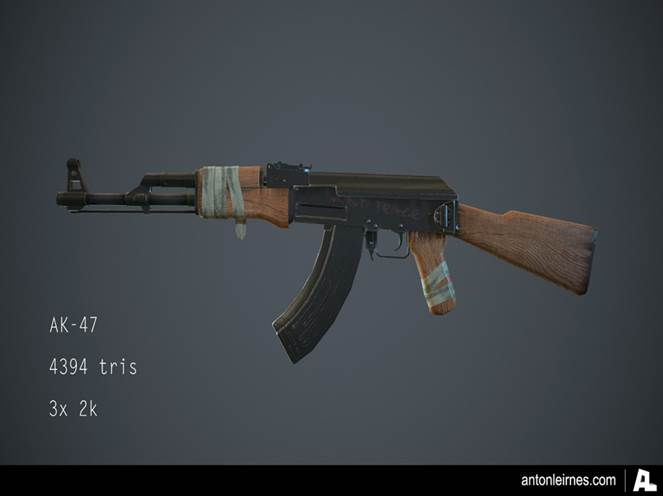 AK-47
4394 tris
3x 2k
antonleirnes.com